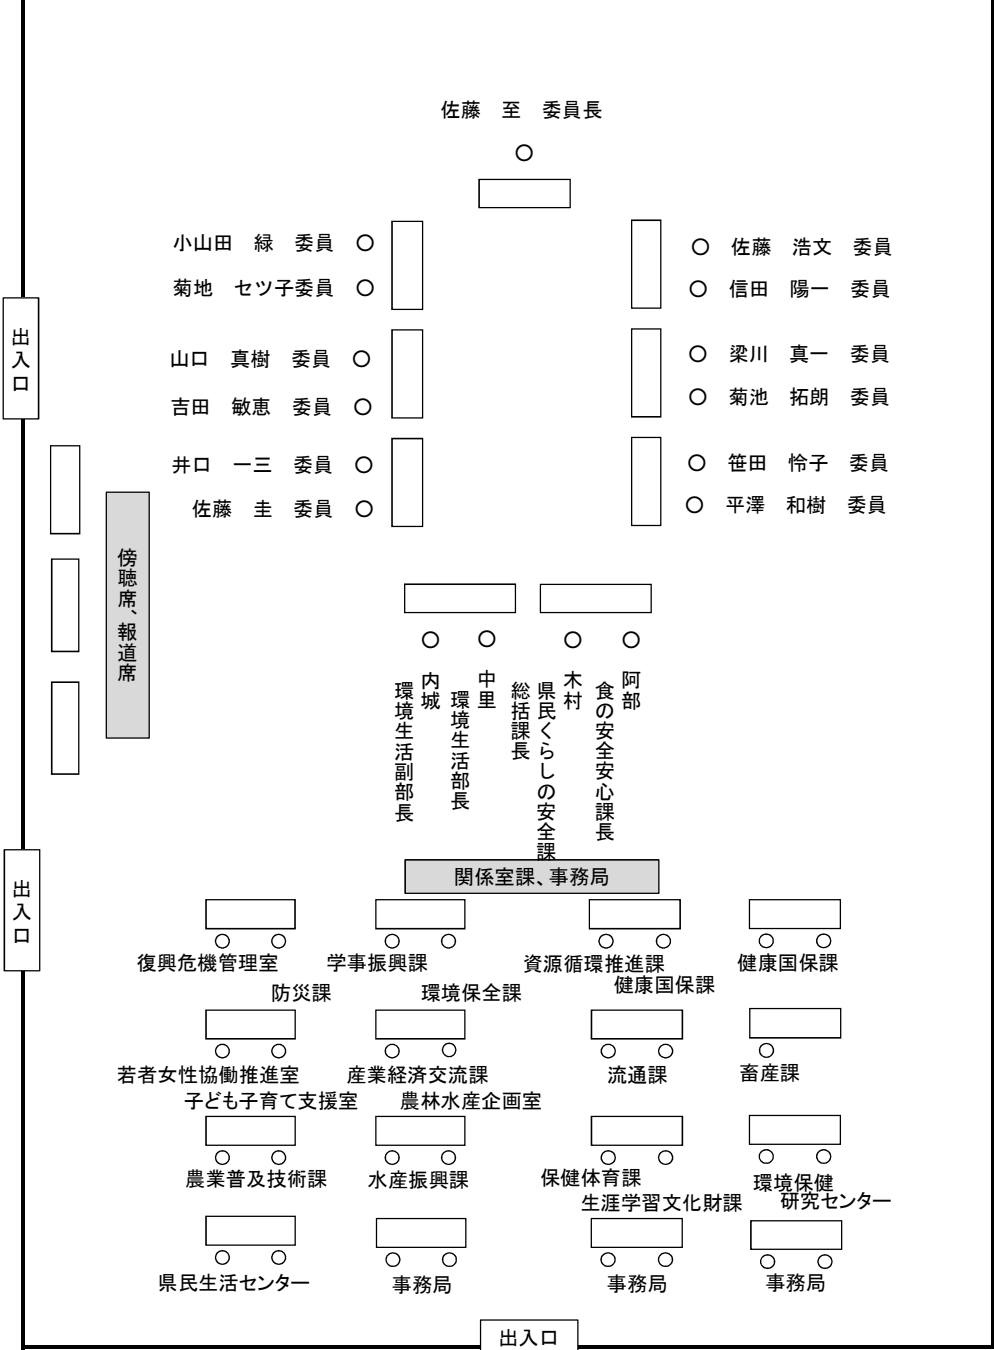 佐藤　至　委員長
小山田　緑　委員
佐藤　浩文　委員
菊地　セツ子委員
信田　陽一　委員
出入口
山口　真樹　委員
梁川　真一　委員
吉田　敏恵　委員
菊池　拓朗　委員
井口　一三　委員
笹田　怜子　委員
佐藤　圭　委員
平澤　和樹　委員
傍聴席、報道席
内城
環境生活副部長
中里
環境生活部長
木村
県民くらしの安全課
総括課長
阿部
食の安全安心課長
関係室課、事務局
出入口
復興危機管理室
学事振興課
資源循環推進課
健康国保課
防災課
環境保全課
健康国保課
若者女性協働推進室
産業経済交流課
流通課
畜産課
子ども子育て支援室
農林水産企画室
農業普及技術課
水産振興課
保健体育課
環境保健
生涯学習文化財課
研究センター
県民生活センター
事務局
事務局
事務局
出入口